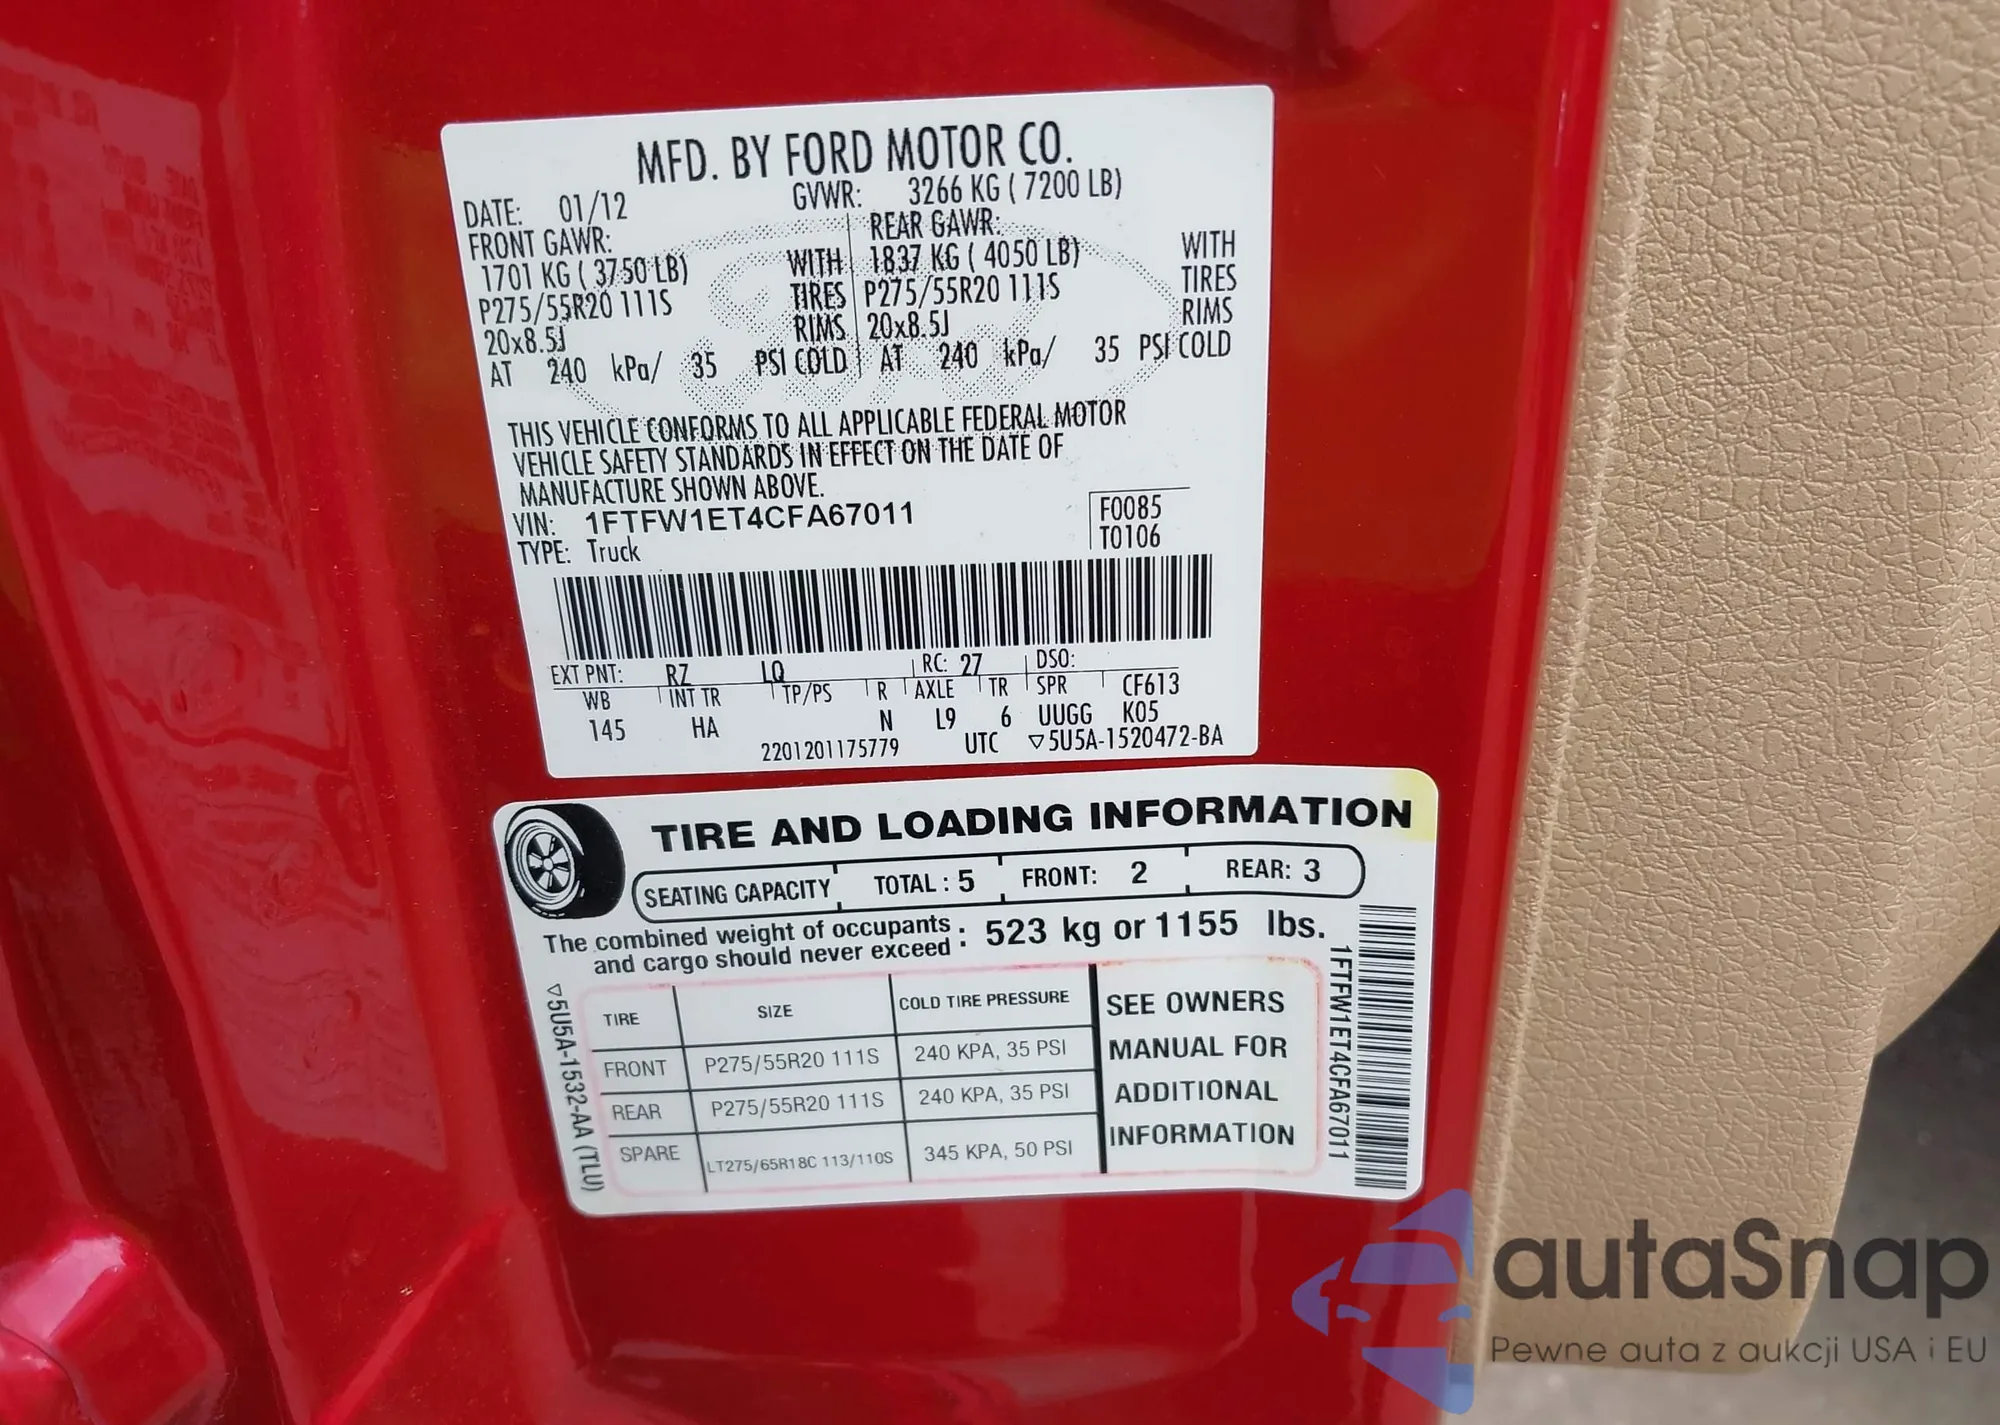 MFD. BY FORD MOTOR CO.
DATE: 01/12 GVWR: 3266 KG ( 7200 LB)
FRONT GAWR: REAR GAWR:
1701 KG ( 3750 LB) WITH 1837 KG ( 4050 LB) WITH
P275/55R20 111S TIRES P275/55R20 111S TIRES
20x8.5J RIMS 20x8.5J RIMS
AT 240 kPa/ 35 PSI COLD AT 240 kPa/ 35 PSI COLD
THIS VEHICLE CONFORMS TO ALL APPLICABLE FEDERAL MOTOR
VEHICLE SAFETY STANDARDS IN EFFECT ON THE DATE OF
MANUFACTURE SHOWN ABOVE.
VIN: 1FTFW1ET4CFA67011 F0085
TYPE: Truck T0106
EXT PNT: RZ LQ RC: 27 DSO:
WB INT TR TP/PS R AXLE TR SPR CF613
145 HA N L9 6 UUGG K05
2201201175779 UTC ▽5U5A-1520472-BA
TIRE AND LOADING INFORMATION
SEATING CAPACITY TOTAL : 5 FRONT: 2 REAR: 3
The combined weight of occupants
and cargo should never exceed : 523 kg or 1155 lbs.
TIRE SIZE COLD TIRE PRESSURE
FRONT P275/55R20 111S 240 KPA, 35 PSI
REAR P275/55R20 111S 240 KPA, 35 PSI
SPARE LT275/65R18C 113/110S 345 KPA, 50 PSI
SEE OWNERS
MANUAL FOR
ADDITIONAL
INFORMATION
▽5U5A-1532-AA (TLU)
1FTFW1ET4CFA67011
autaSnap
Pewne auta z aukcji USA i EU